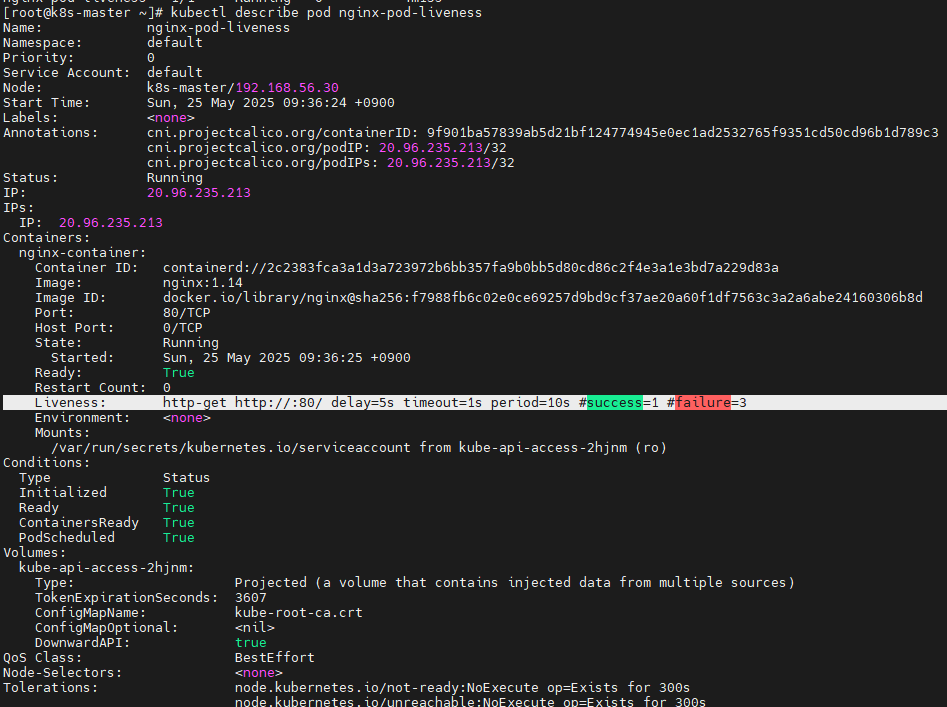 [root@k8s-master ~]# kubectl describe pod nginx-pod-liveness
Name:             nginx-pod-liveness
Namespace:        default
Priority:         0
Service Account:  default
Node:             k8s-master/192.168.56.30
Start Time:       Sun, 25 May 2025 09:36:24 +0900
Labels:           <none>
Annotations:      cni.projectcalico.org/containerID: 9f901ba57839ab5d21bf124774945e0ec1ad2532765f9351cd50cd96b1d789c3
                  cni.projectcalico.org/podIP: 20.96.235.213/32
                  cni.projectcalico.org/podIPs: 20.96.235.213/32
Status:           Running
IP:               20.96.235.213
IPs:
  IP:  20.96.235.213
Containers:
  nginx-container:
    Container ID:   containerd://2c2383fca3a1d3a723972b6bb357fa9b0bb5d80cd86c2f4e3a1e3bd7a229d83a
    Image:          nginx:1.14
    Image ID:       docker.io/library/nginx@sha256:f7988fb6c02e0ce69257d9bd9cf37ae20a60f1df7563c3a2a6abe24160306b8d
    Port:           80/TCP
    Host Port:      0/TCP
    State:          Running
      Started:      Sun, 25 May 2025 09:36:25 +0900
    Ready:          True
    Restart Count:  0
    Liveness:       http-get http://:80/ delay=5s timeout=1s period=10s #success=1 #failure=3
    Environment:    <none>
    Mounts:
      /var/run/secrets/kubernetes.io/serviceaccount from kube-api-access-2hjnm (ro)
Conditions:
  Type              Status
  Initialized       True
  Ready             True
  ContainersReady   True
  PodScheduled      True
Volumes:
  kube-api-access-2hjnm:
    Type:                    Projected (a volume that contains injected data from multiple sources)
    TokenExpirationSeconds:  3607
    ConfigMapName:           kube-root-ca.crt
    ConfigMapOptional:       <nil>
    DownwardAPI:             true
QoS Class:                   BestEffort
Node-Selectors:              <none>
Tolerations:                 node.kubernetes.io/not-ready:NoExecute op=Exists for 300s
                             node.kubernetes.io/unreachable:NoExecute op=Exists for 300s